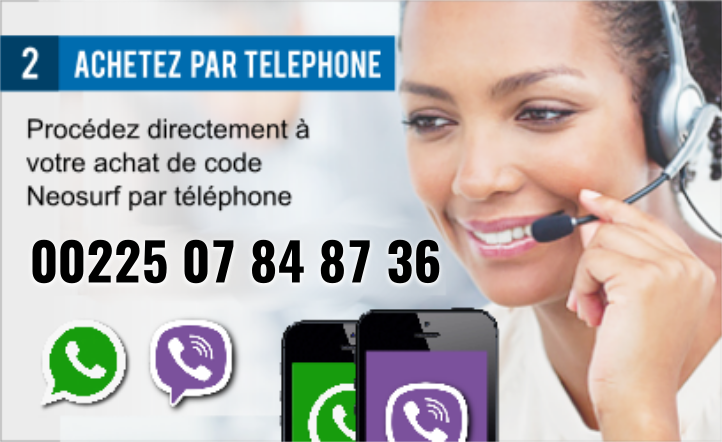 2 ACHETEZ PAR TELEPHONE
Procédez directement à
votre achat de code
Neosurf par téléphone
00225 07 84 87 36